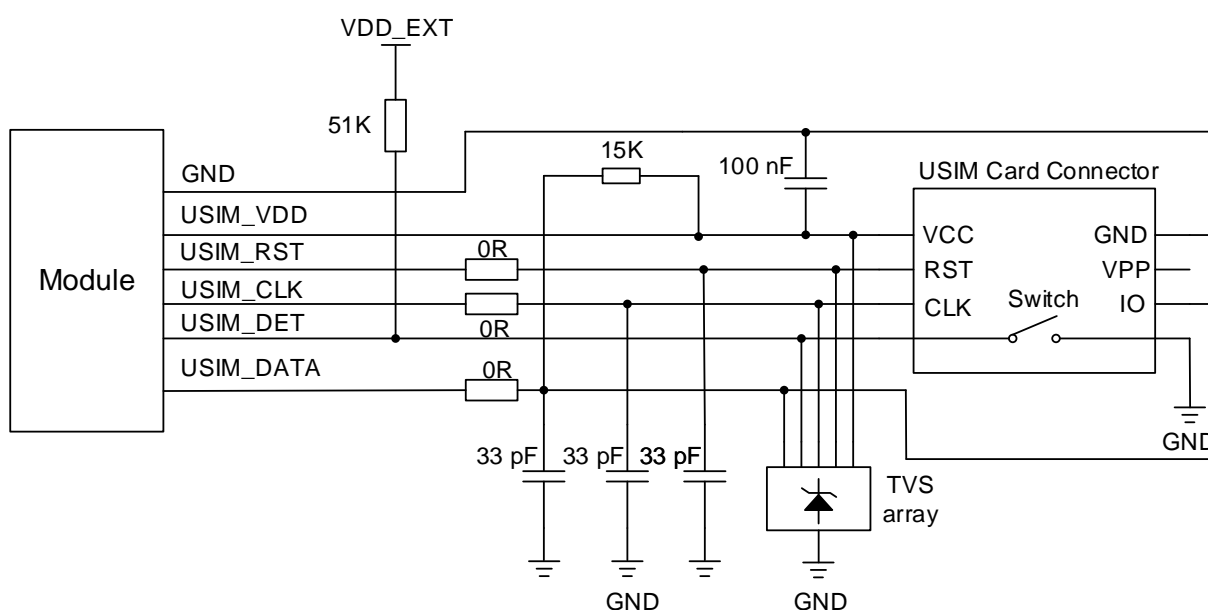 VDD_EXT
51K
15K
100 nF
USIM Card Connector
GND
USIM_VDD
VCC
GND
USIM_RST
0R
RST
VPP
Module
USIM_CLK
CLK
Switch
IO
USIM_DET
0R
USIM_DATA
0R
GND
33 pF
33 pF
33 pF
TVS
array
GND
GND